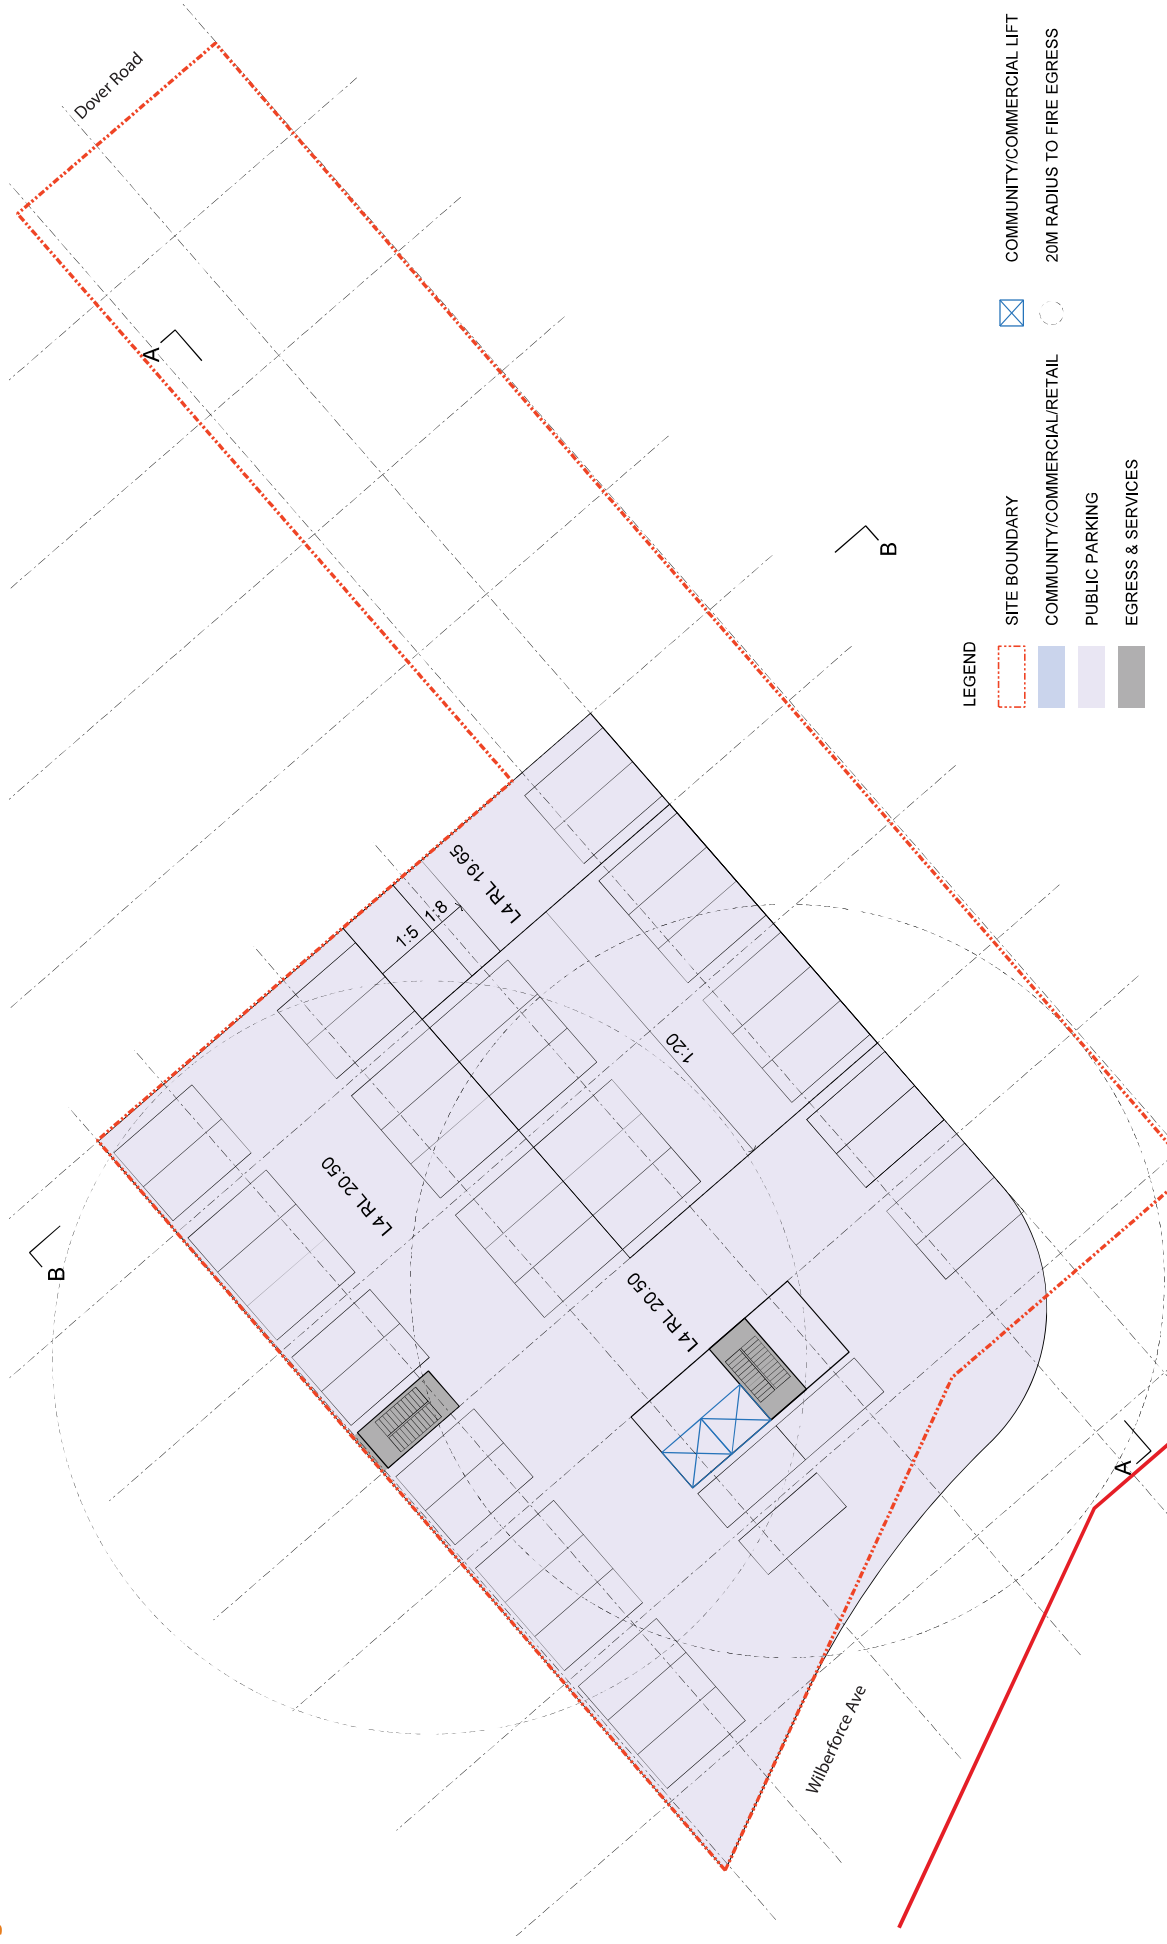 Dover Road
A
B
L4 RL 19.65
1:8
1:5
1:20
L4 RL 20.50
L4 RL 20.50
B
A
Wilberforce Ave
LEGEND
SITE BOUNDARY
COMMUNITY/COMMERCIAL/RETAIL
PUBLIC PARKING
EGRESS & SERVICES
COMMUNITY/COMMERCIAL LIFT
20M RADIUS TO FIRE EGRESS